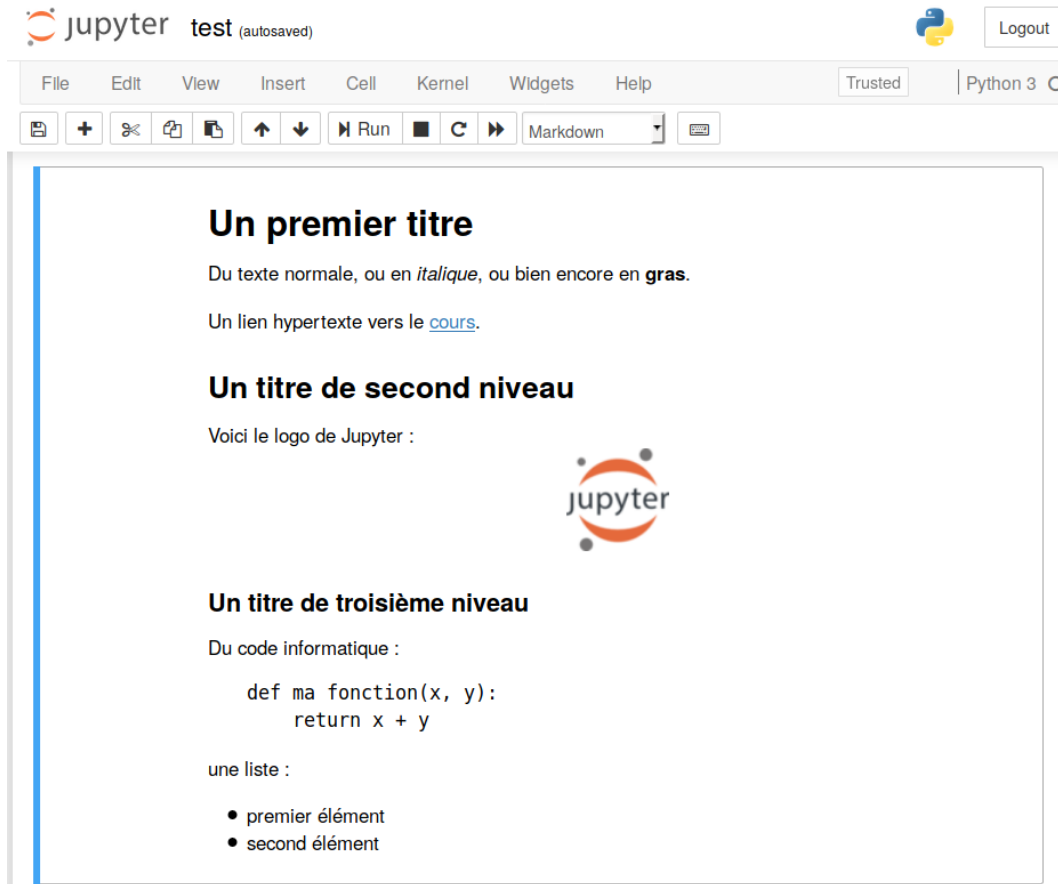 jupyter test (autosaved) Logout
File Edit View Insert Cell Kernel Widgets Help Trusted Python 3
Run Markdown
Un premier titre
Du texte normale, ou en italique, ou bien encore en gras.
Un lien hypertexte vers le cours.
Un titre de second niveau
Voici le logo de Jupyter :
jupyter
Un titre de troisième niveau
Du code informatique :
def ma fonction(x, y):
    return x + y
une liste :
• premier élément
• second élément